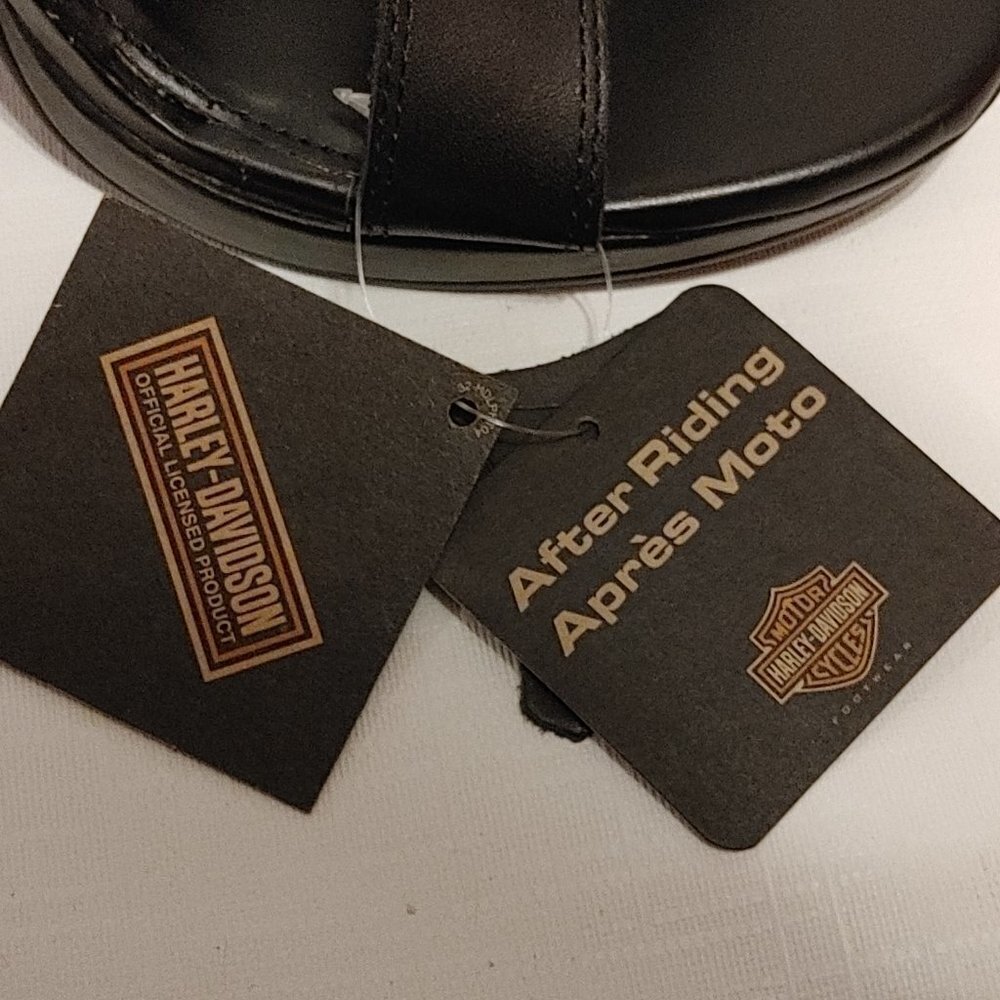 HARLEY-DAVIDSON
OFFICIAL LICENSED PRODUCT
After Riding
Après Moto
MOTOR
HARLEY-DAVIDSON
CYCLES
FOOTWEAR